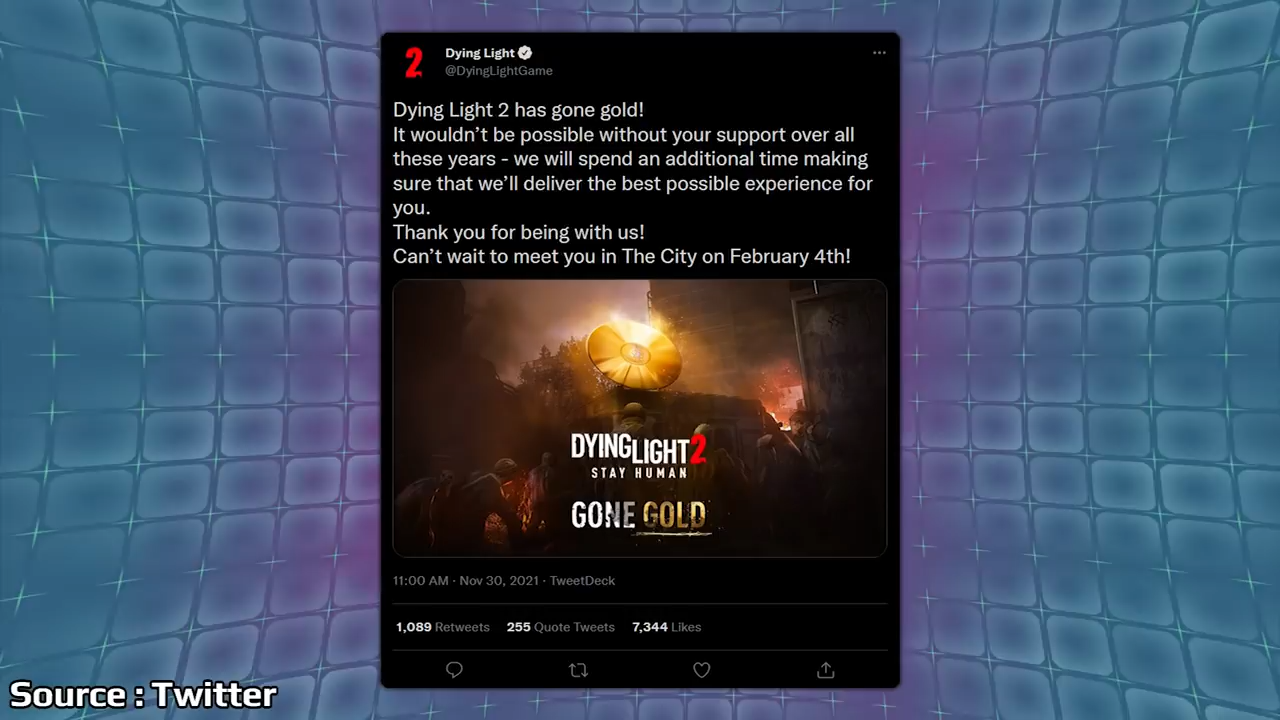 2
Dying Light
@DyingLightGame
Dying Light 2 has gone gold!
It wouldn’t be possible without your support over all
these years - we will spend an additional time making
sure that we’ll deliver the best possible experience for
you.
Thank you for being with us!
Can’t wait to meet you in The City on February 4th!
DYING LIGHT 2
STAY HUMAN
GONE GOLD
11:00 AM · Nov 30, 2021 · TweetDeck
1,089 Retweets 255 Quote Tweets 7,344 Likes
Source : Twitter